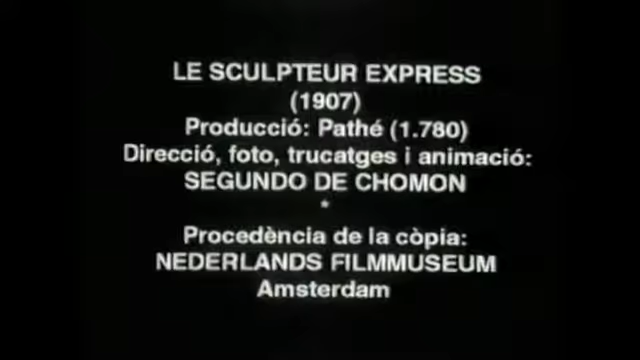 LE SCULPTEUR EXPRESS
(1907)
Producció: Pathé (1.780)
Direcció, foto, trucatges i animació:
SEGUNDO DE CHOMON
*
Procedència de la còpia:
NEDERLANDS FILMMUSEUM
Amsterdam